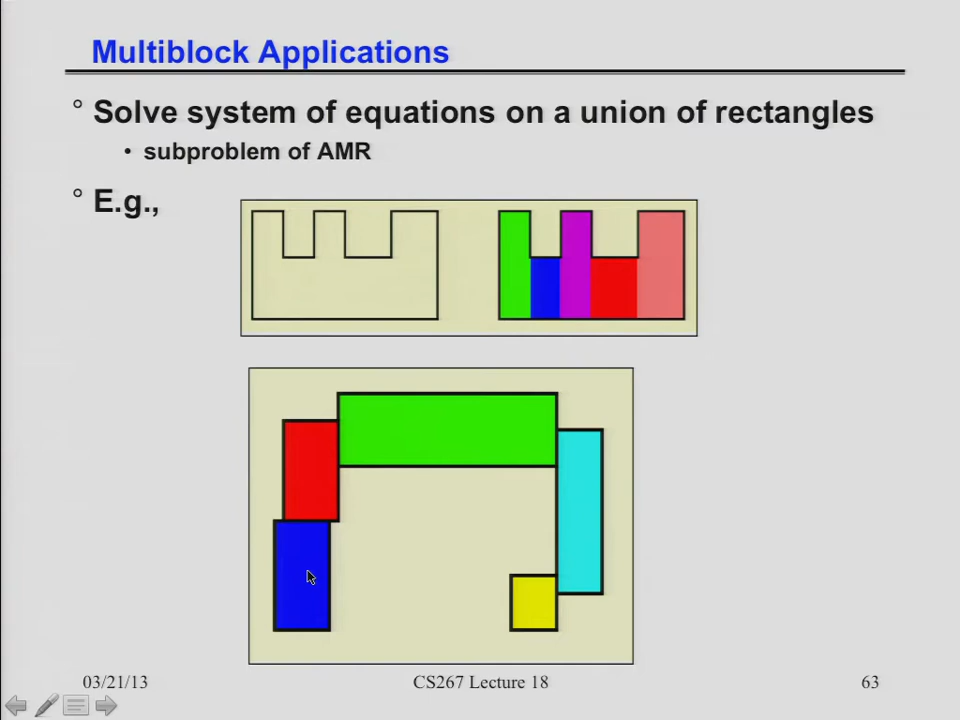 Multiblock Applications
° Solve system of equations on a union of rectangles
• subproblem of AMR
° E.g.,
03/21/13 CS267 Lecture 18 63